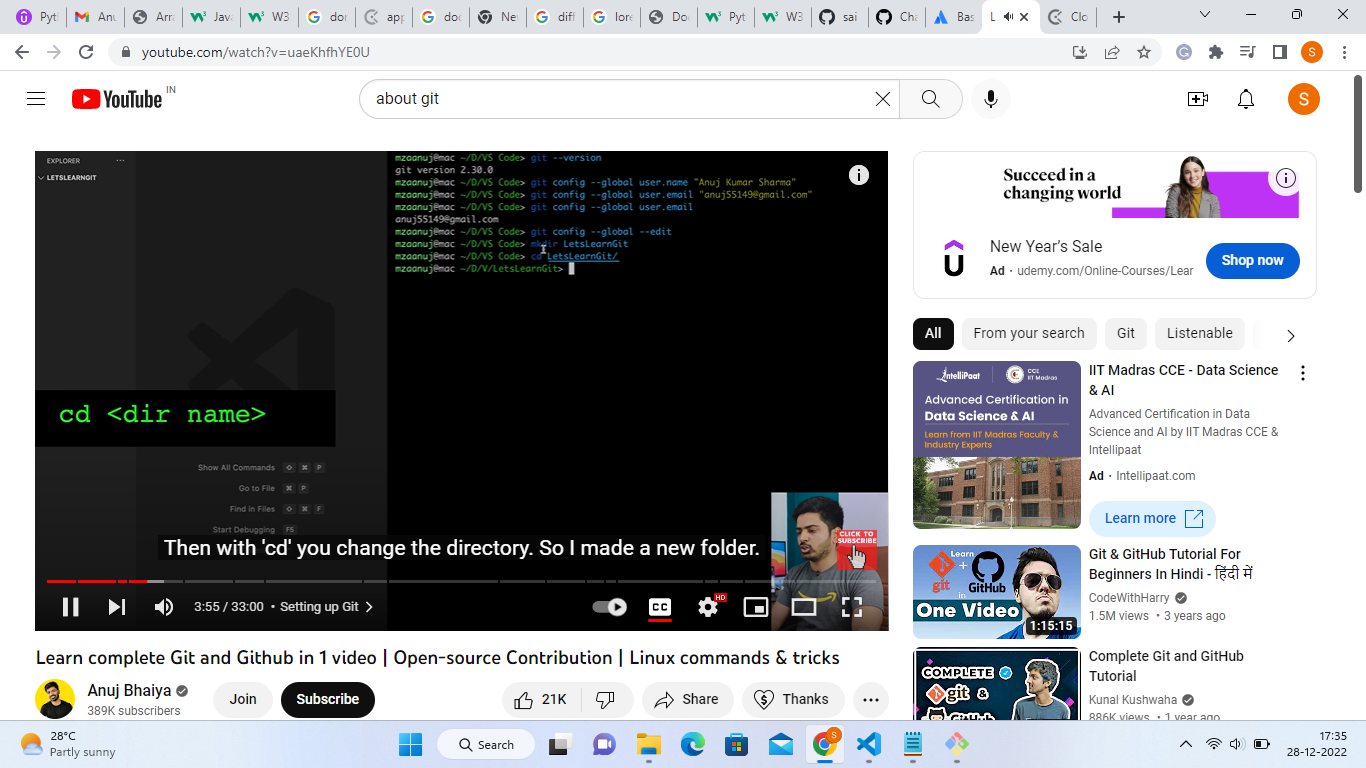 Pyt
Anu
Arra
Java
W3
dor
app
doc
Ne
diff
lore
Do
Pyt
W3
sai
Cha
Bas
L
Clo
youtube.com/watch?v=uaeKhfhYE0U
S
YouTube IN
about git
S
EXPLORER ...
LETSLEARNGIT
mzaanuj@mac ~/D/VS Code> git --version
git version 2.30.0
mzaanuj@mac ~/D/VS Code> git config --global user.name "Anuj Kumar Sharma"
mzaanuj@mac ~/D/VS Code> git config --global user.email "anuj55149@gmail.com"
mzaanuj@mac ~/D/VS Code> git config --global user.email
anuj55149@gmail.com
mzaanuj@mac ~/D/VS Code> git config --global --edit
mzaanuj@mac ~/D/VS Code> mkdir LetsLearnGit
mzaanuj@mac ~/D/VS Code> cd LetsLearnGit/
mzaanuj@mac ~/D/V/LetsLearnGit>
cd <dir name>
Show All Commands ⇧ ⌘ P
Go to File ⌘ P
Find in Files ⇧ ⌘ F
Start Debugging F5
CLICK TO
SUBSCRIBE
Then with 'cd' you change the directory. So I made a new folder.
3:55 / 33:00 • Setting up Git
CC
HD
Learn complete Git and Github in 1 video | Open-source Contribution | Linux commands & tricks
Anuj Bhaiya
389K subscribers
Join
Subscribe
21K
Share
Thanks
Succeed in a
changing world
New Year's Sale
Ad · udemy.com/Online-Courses/Lear
Shop now
All
From your search
Git
Listenable
INTELLIPAAT
CCE
IIT Madras
Advanced Certification in
Data Science & AI
Learn from IIT Madras Faculty &
Industry Experts
IIT Madras CCE - Data Science
& AI
Advanced Certification in Data
Science and AI by IIT Madras CCE &
Intellipaat
Ad · Intellipaat.com
Learn more
Learn
git
+
GitHub
in
One Video
1:15:15
Git & GitHub Tutorial For
Beginners In Hindi - हिंदी में
CodeWithHarry
1.5M views • 3 years ago
COMPLETE
git &
GitHub
Complete Git and GitHub
Tutorial
Kunal Kushwaha
886K views • 1 year ago
28°C
Partly sunny
Search
S
17:35
28-12-2022